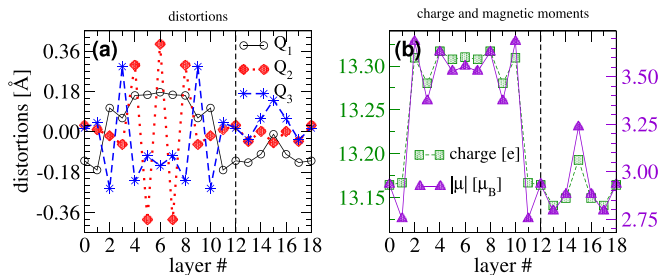 distortions
charge and magnetic moments
(a)
Q1
Q2
Q3
distortions [Å]
0.36
0.18
0.00
-0.18
-0.36
0 2 4 6 8 10 12 14 16 18
layer #
(b)
13.30
13.25
13.20
13.15
charge [e]
|μ| [μB]
3.50
3.25
3.00
2.75
0 2 4 6 8 10 12 14 16 18
layer #